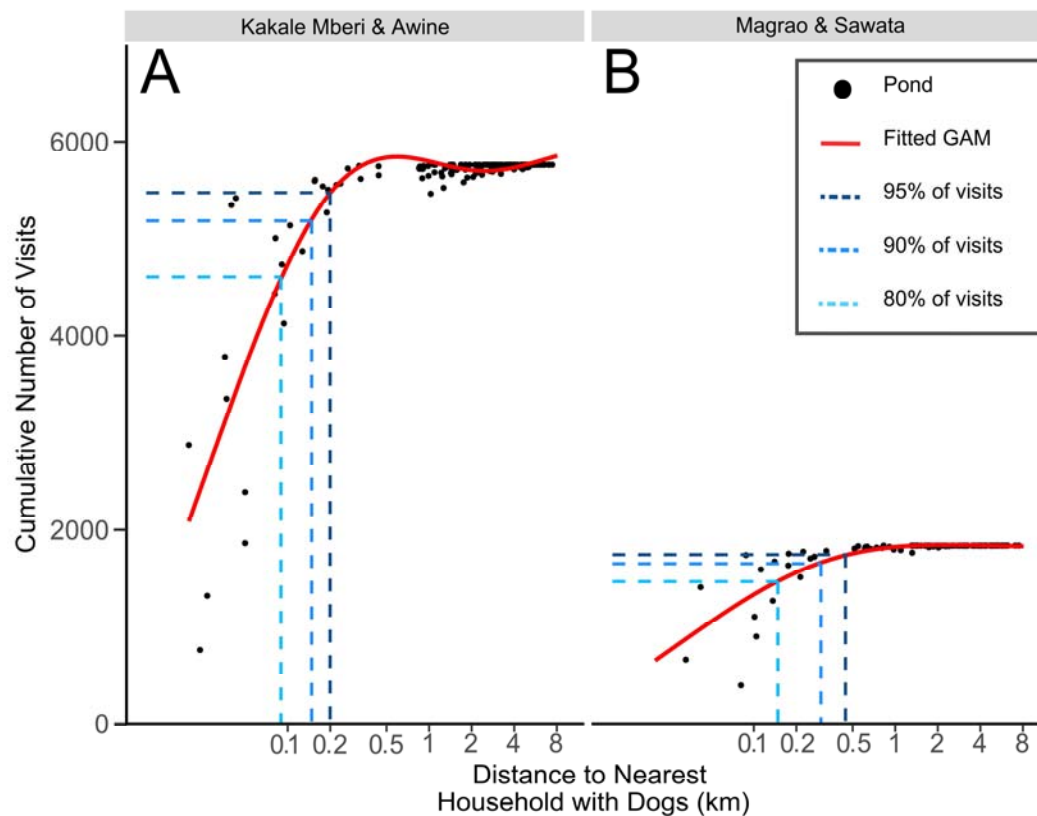 Kakale Mberi & Awine
Magrao & Sawata
A
B
Pond
Fitted GAM
95% of visits
90% of visits
80% of visits
Cumulative Number of Visits
6000
4000
2000
0
0.1 0.2 0.5 1 2 4 8
0.1 0.2 0.5 1 2 4 8
Distance to Nearest
Household with Dogs (km)